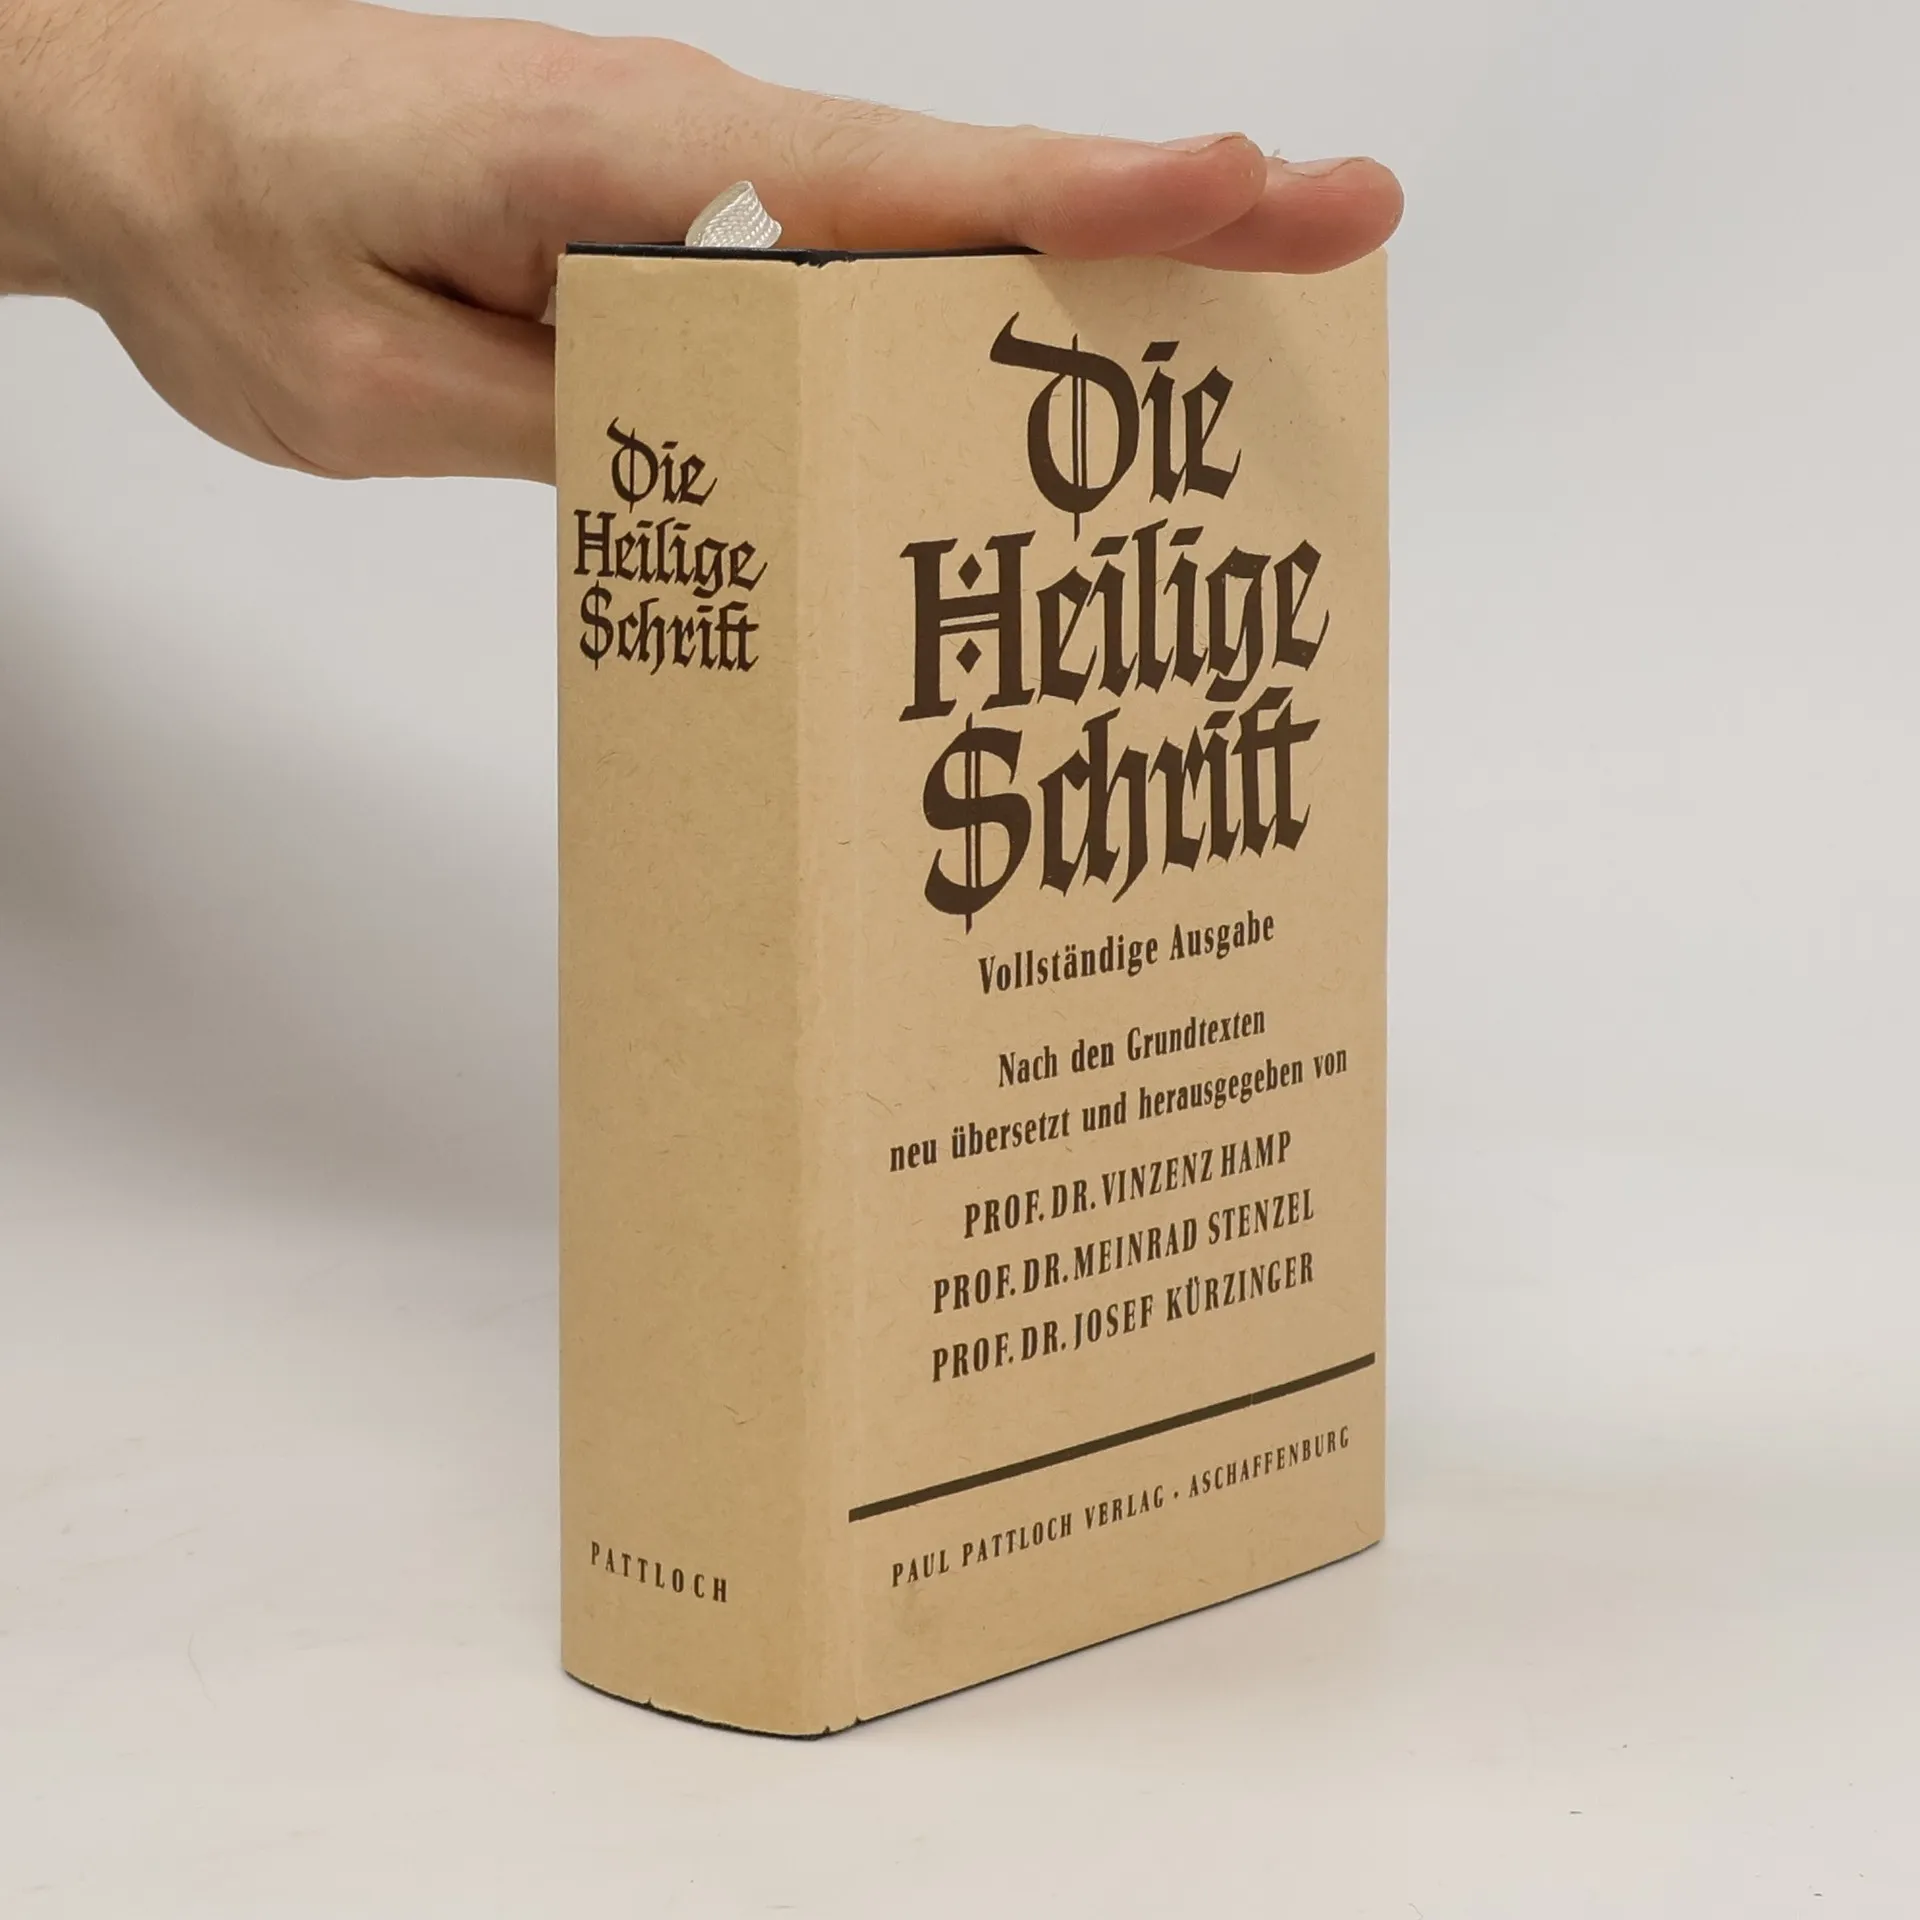 Die
Heilige
Schrift
PATTLOCH
Die
Heilige
Schrift
Vollständige Ausgabe
Nach den Grundtexten
neu übersetzt und herausgegeben von
PROF. DR. VINZENZ HAMP
PROF. DR. MEINRAD STENZEL
PROF. DR. JOSEF KÜRZINGER
PAUL PATTLOCH VERLAG · ASCHAFFENBURG